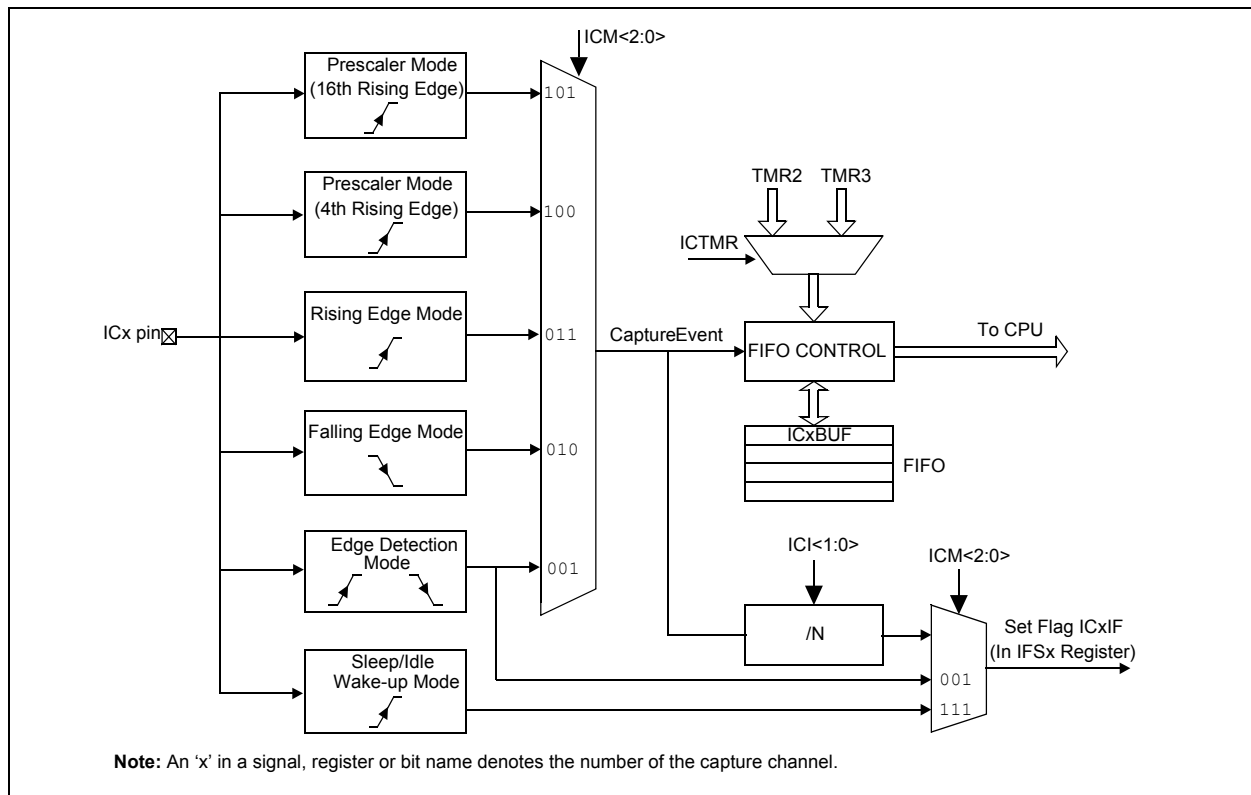 ICM<2:0>
Prescaler Mode
(16th Rising Edge)
101
Prescaler Mode
(4th Rising Edge)
100
TMR2 TMR3
ICTMR
ICx pin
Rising Edge Mode
011
CaptureEvent
FIFO CONTROL
To CPU
Falling Edge Mode
010
ICxBUF
FIFO
Edge Detection
Mode
001
ICI<1:0>
ICM<2:0>
/N
Set Flag ICxIF
(In IFSx Register)
001
111
Sleep/Idle
Wake-up Mode
Note: An ‘x’ in a signal, register or bit name denotes the number of the capture channel.